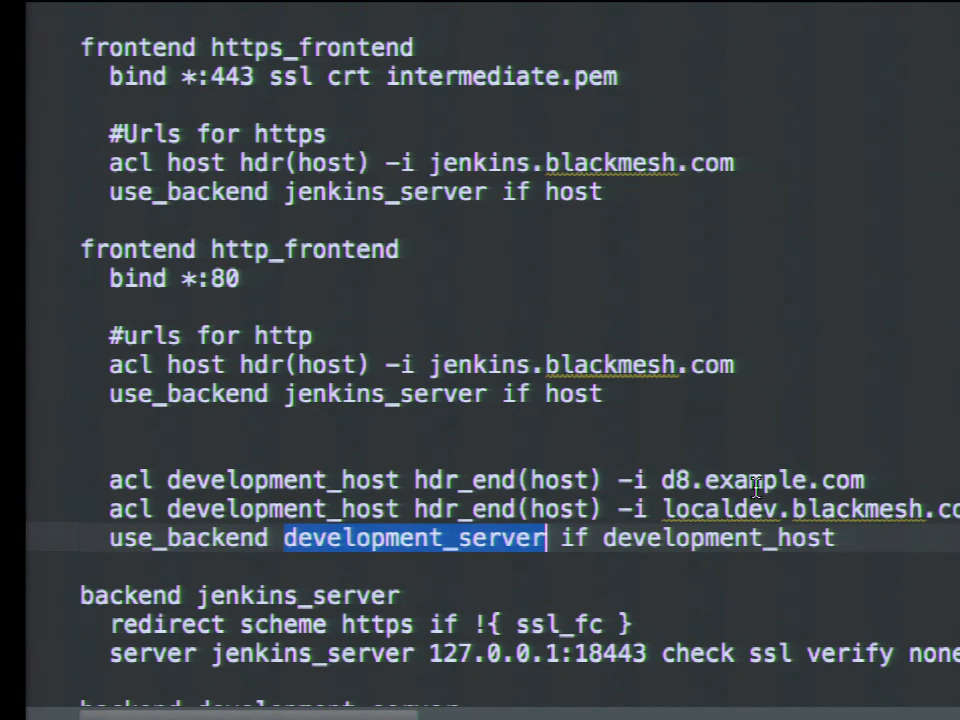 frontend https_frontend
bind *:443 ssl crt intermediate.pem
#Urls for https
acl host hdr(host) -i jenkins.blackmesh.com
use_backend jenkins_server if host
frontend http_frontend
bind *:80
#urls for http
acl host hdr(host) -i jenkins.blackmesh.com
use_backend jenkins_server if host
acl development_host hdr_end(host) -i d8.example.com
acl development_host hdr_end(host) -i localdev.blackmesh.co
use_backend development_server if development_host
backend jenkins_server
redirect scheme https if !{ ssl_fc }
server jenkins_server 127.0.0.1:18443 check ssl verify none
backend development_server